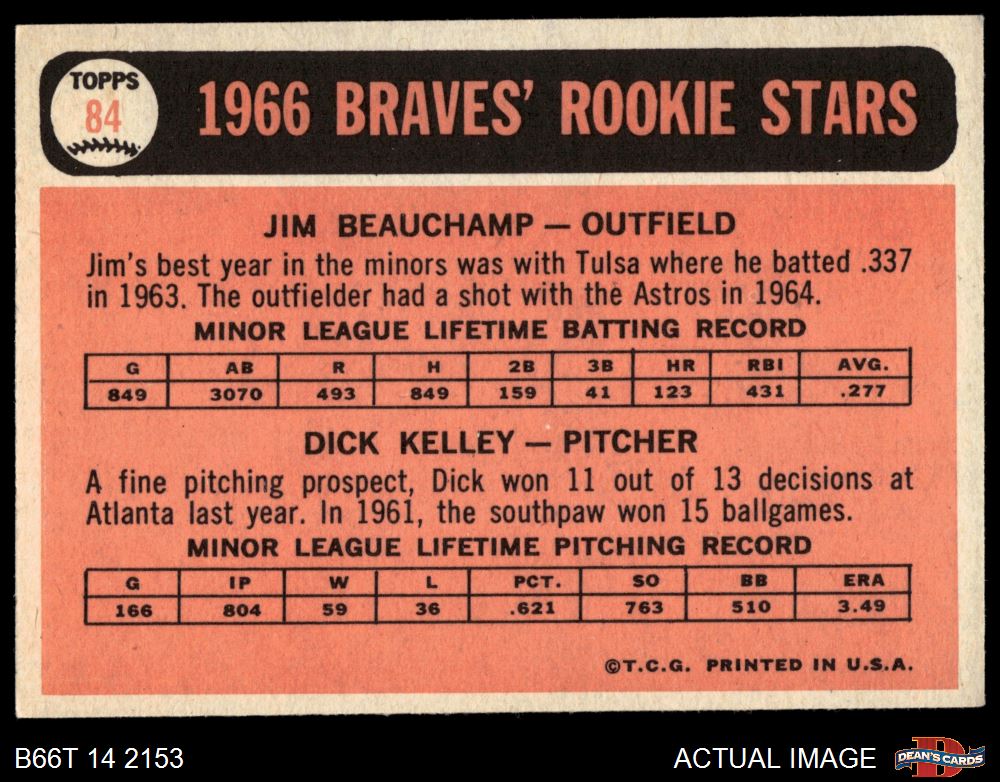 TOPPS
84
1966 BRAVES' ROOKIE STARS
JIM BEAUCHAMP — OUTFIELD
Jim's best year in the minors was with Tulsa where he batted .337
in 1963. The outfielder had a shot with the Astros in 1964.
MINOR LEAGUE LIFETIME BATTING RECORD
G AB R H 2B 3B HR RBI AVG.
849 3070 493 849 159 41 123 431 .277
DICK KELLEY — PITCHER
A fine pitching prospect, Dick won 11 out of 13 decisions at
Atlanta last year. In 1961, the southpaw won 15 ballgames.
MINOR LEAGUE LIFETIME PITCHING RECORD
G IP W L PCT. SO BB ERA
166 804 59 36 .621 763 510 3.49
©T.C.G. PRINTED IN U.S.A.
B66T 14 2153
ACTUAL IMAGE
D
DEAN'S CARDS